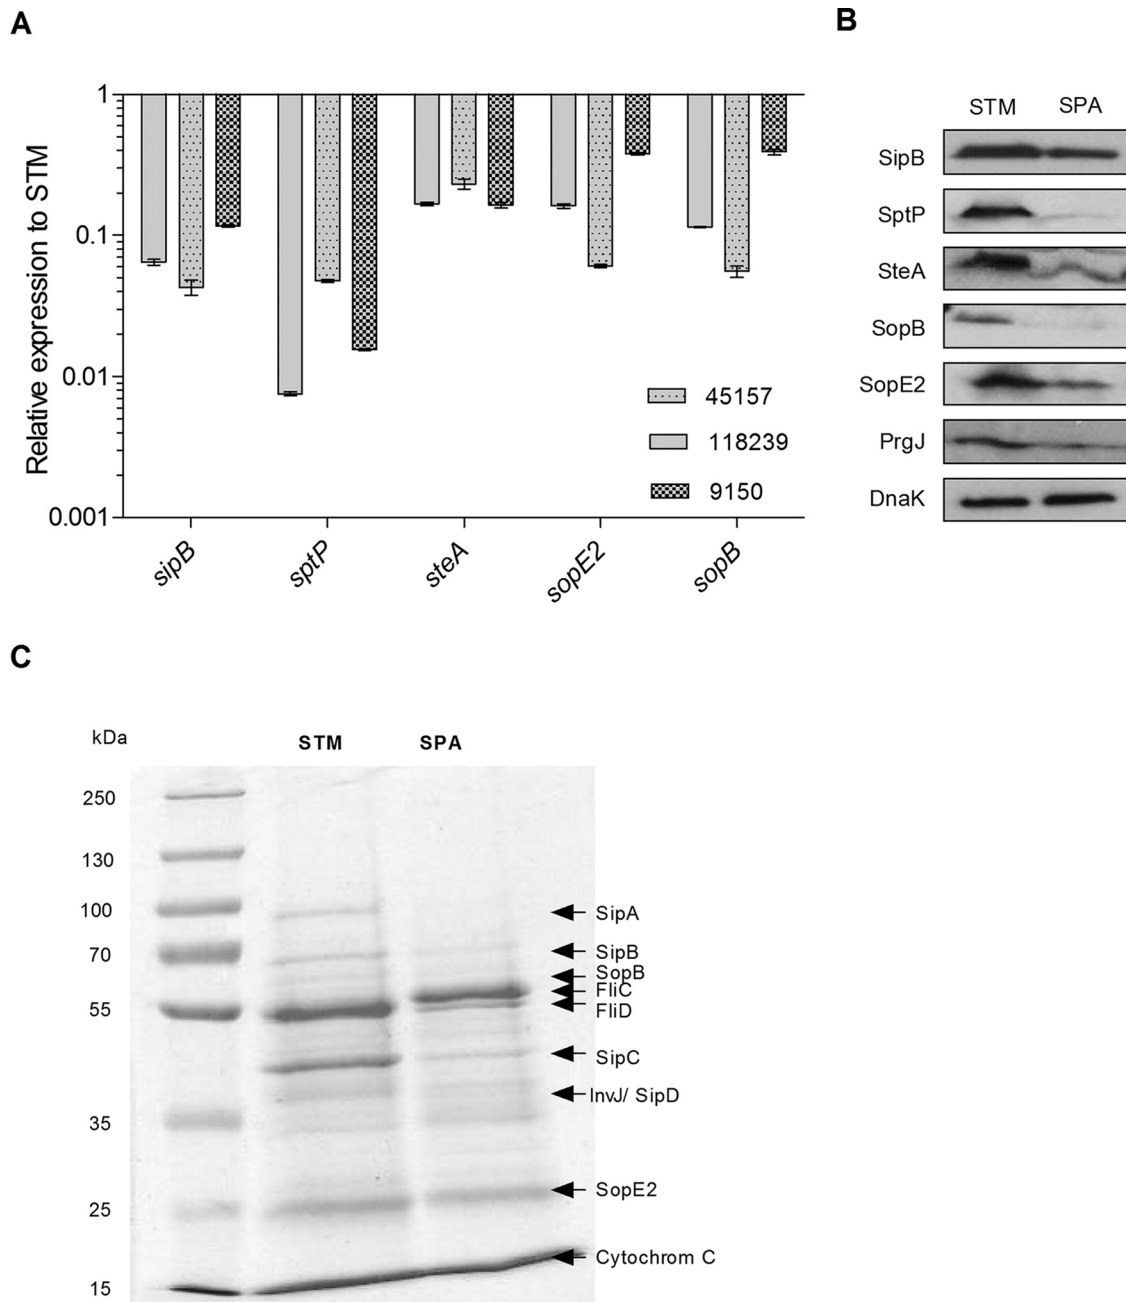 A
Relative expression to STM
1
0.1
0.01
0.001
sipB
sptP
steA
sopE2
sopB
45157
118239
9150
B
STM SPA
SipB
SptP
SteA
SopB
SopE2
PrgJ
DnaK
C
kDa
STM SPA
250
130
100
70
55
35
25
15
SipA
SipB
SopB
FliC
FliD
SipC
InvJ/ SipD
SopE2
Cytochrom C